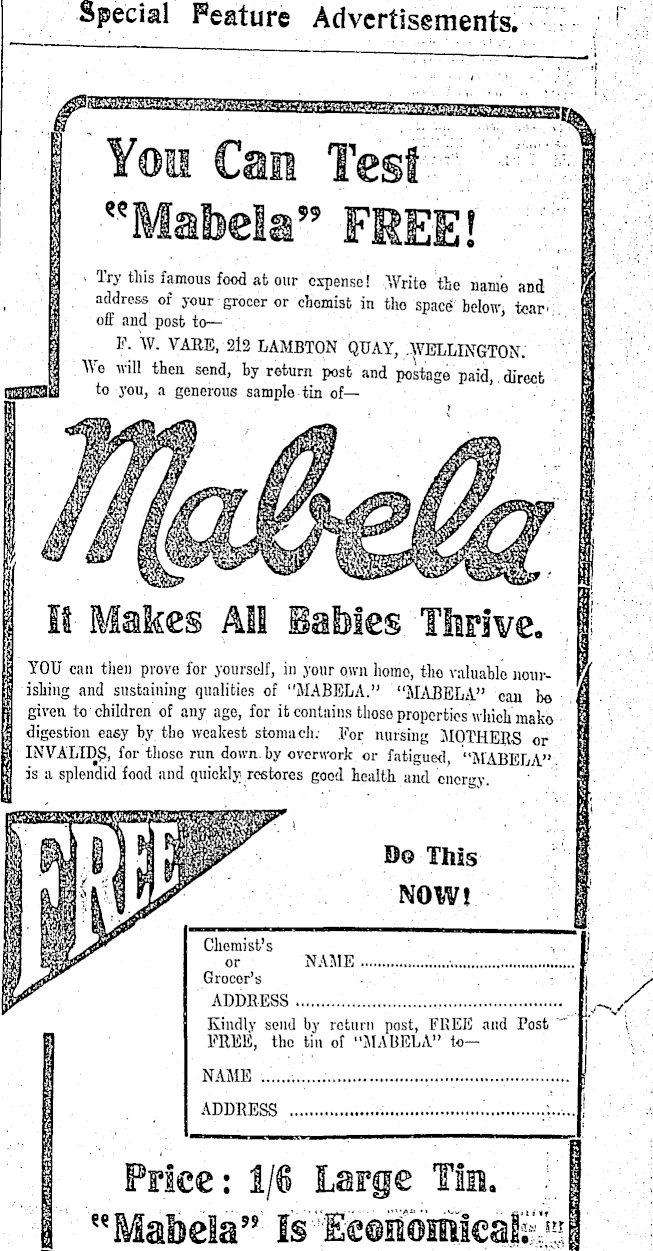 Special Feature Advertisements.
You Can Test
"Mabela" FREE!
Try this famous food at our expense! Write the name and
address of your grocer or chemist in the space below, tear
off and post to—
F. W. VARE, 212 LAMBTON QUAY, WELLINGTON.
We will then send, by return post and postage paid, direct
to you, a generous sample tin of—
Mabela
It Makes All Babies Thrive.
YOU can then prove for yourself, in your own home, the valuable nour-
ishing and sustaining qualities of "MABELA." "MABELA" can be
given to children of any age, for it contains those properties which make
digestion easy by the weakest stomach. For nursing MOTHERS or
INVALIDS, for those run down by overwork or fatigued, "MABELA"
is a splendid food and quickly restores good health and energy.
FREE
Do This
NOW!
Chemist's
or NAME ........................................
Grocer's
ADDRESS ........................................
Kindly send by return post, FREE and Post
FREE, the tin of "MABELA" to—
NAME ........................................
ADDRESS ........................................
Price: 1/6 Large Tin.
"Mabela" Is Economical.